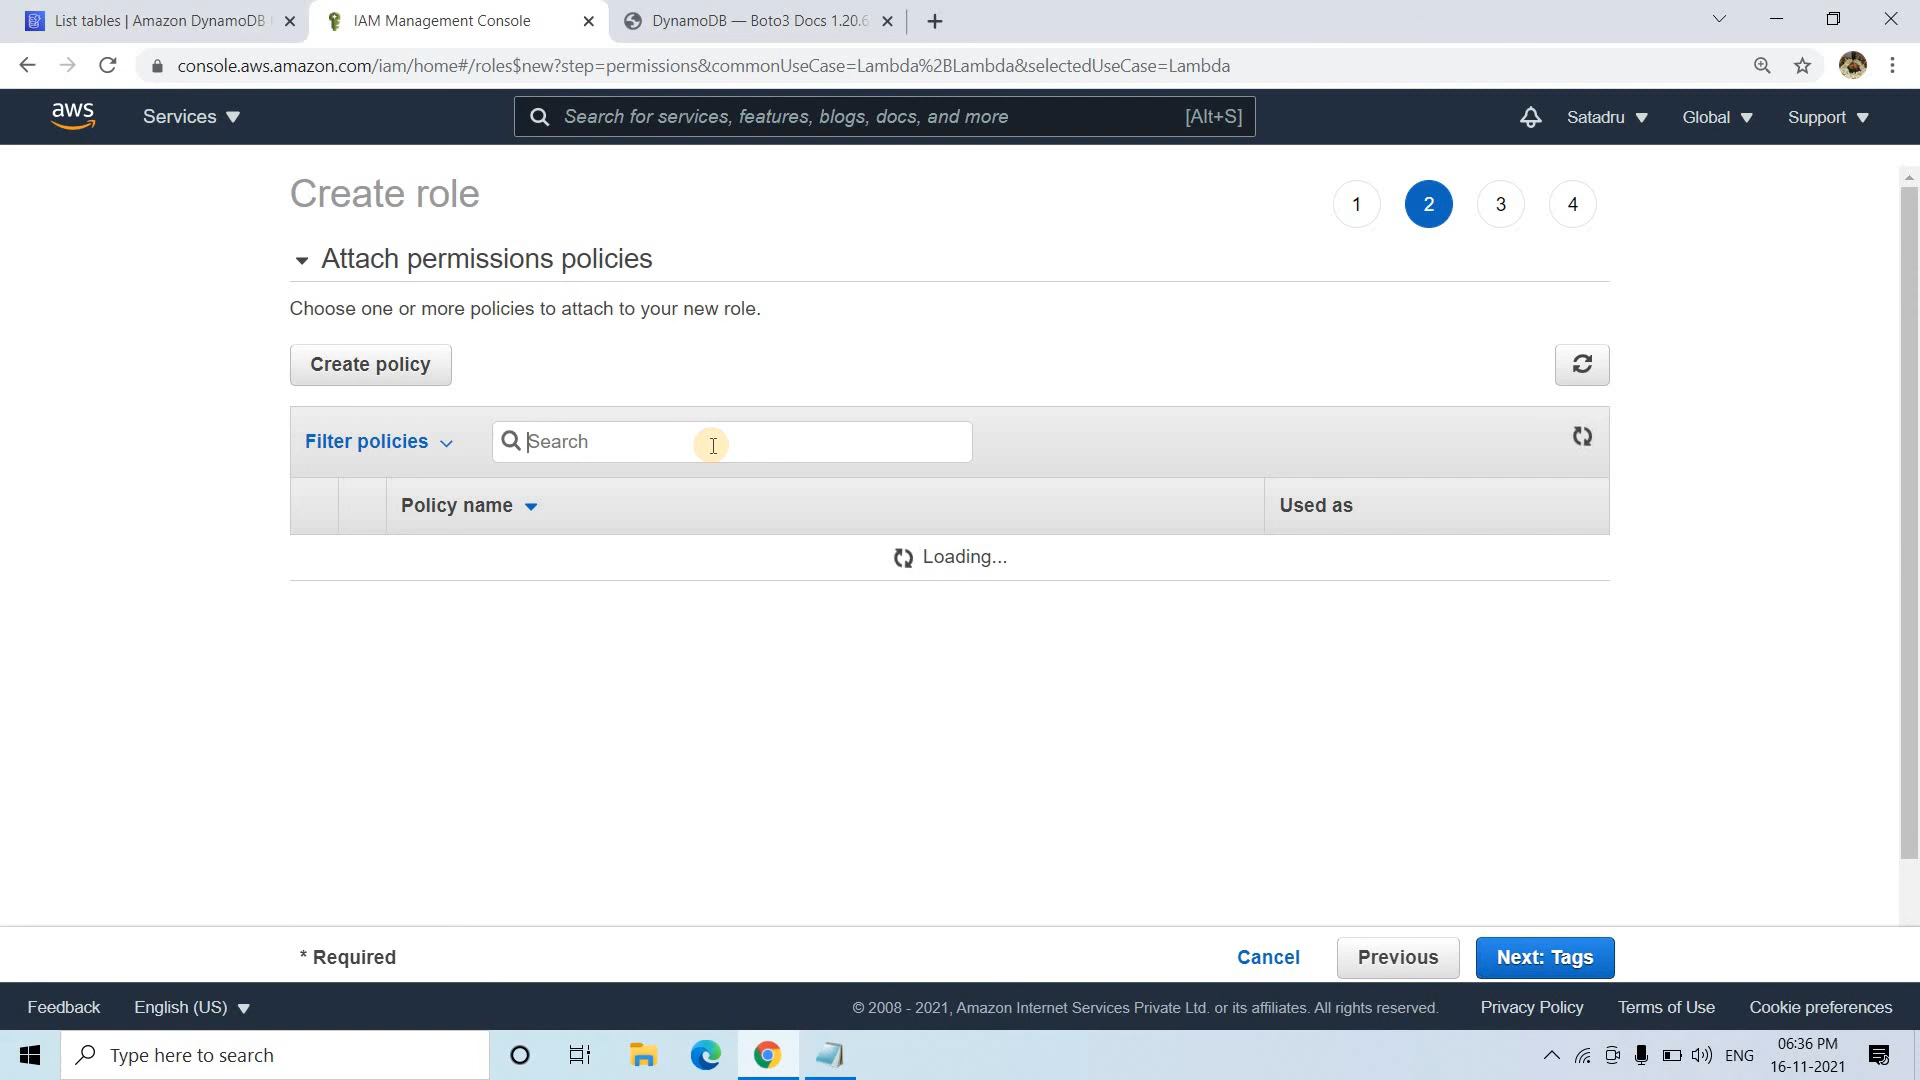 List tables | Amazon DynamoDB
IAM Management Console
DynamoDB — Boto3 Docs 1.20.6
console.aws.amazon.com/iam/home#/roles$new?step=permissions&commonUseCase=Lambda%2BLambda&selectedUseCase=Lambda
aws
Services
Search for services, features, blogs, docs, and more
[Alt+S]
Satadru
Global
Support
Create role
1
2
3
4
Attach permissions policies
Choose one or more policies to attach to your new role.
Create policy
Filter policies
Search
Policy name
Used as
Loading...
* Required
Cancel
Previous
Next: Tags
Feedback
English (US)
© 2008 - 2021, Amazon Internet Services Private Ltd. or its affiliates. All rights reserved.
Privacy Policy
Terms of Use
Cookie preferences
Type here to search
ENG
06:36 PM
16-11-2021